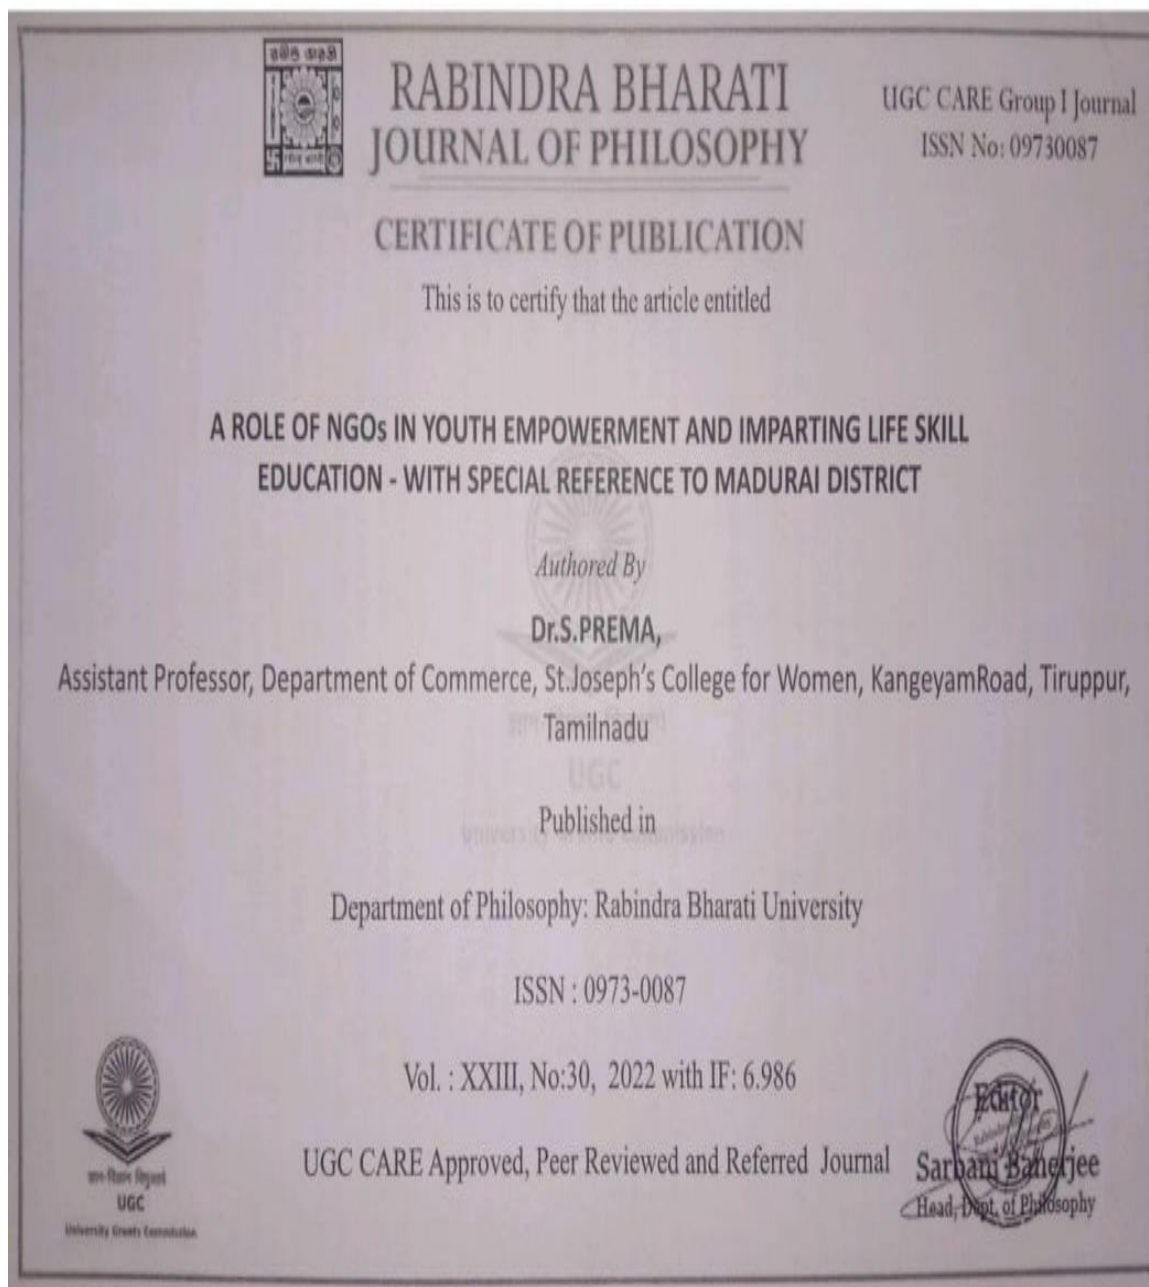 RABINDRA BHARATI
JOURNAL OF PHILOSOPHY
UGC CARE Group I Journal
ISSN No: 09730087
CERTIFICATE OF PUBLICATION
This is to certify that the article entitled
A ROLE OF NGOs IN YOUTH EMPOWERMENT AND IMPARTING LIFE SKILL
EDUCATION - WITH SPECIAL REFERENCE TO MADURAI DISTRICT
Authored By
Dr.S.PREMA,
Assistant Professor, Department of Commerce, St.Joseph's College for Women, KangeyamRoad, Tiruppur,
Tamilnadu
UGC
Published in
Department of Philosophy: Rabindra Bharati University
ISSN : 0973-0087
Vol. : XXIII, No:30, 2022 with IF: 6.986
UGC CARE Approved, Peer Reviewed and Referred Journal
UGC
University Grants Commission
Editor
Sarbani Banerjee
Head, Dept. of Philosophy